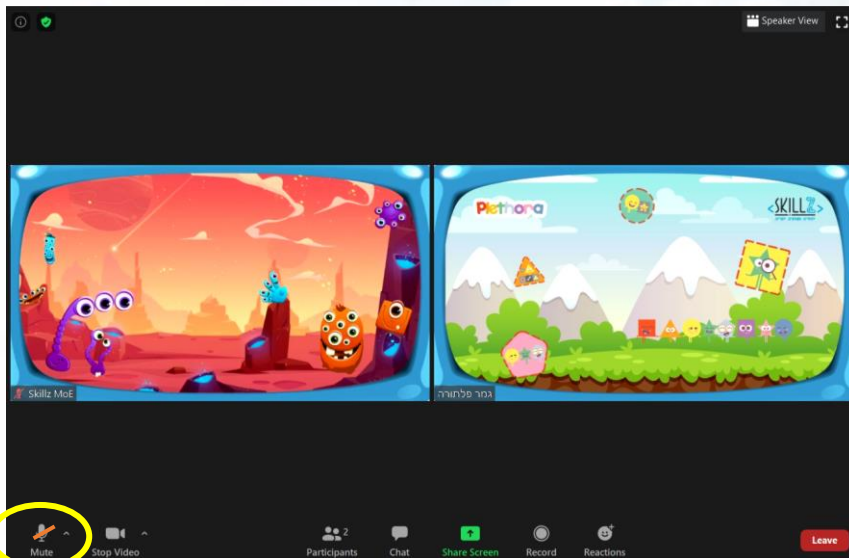 Speaker View
Plethora
<SKILLZ>
Skillz MoE
גמר פלתורה
Mute
Stop Video
2
Participants
Chat
Share Screen
Record
Reactions
Leave